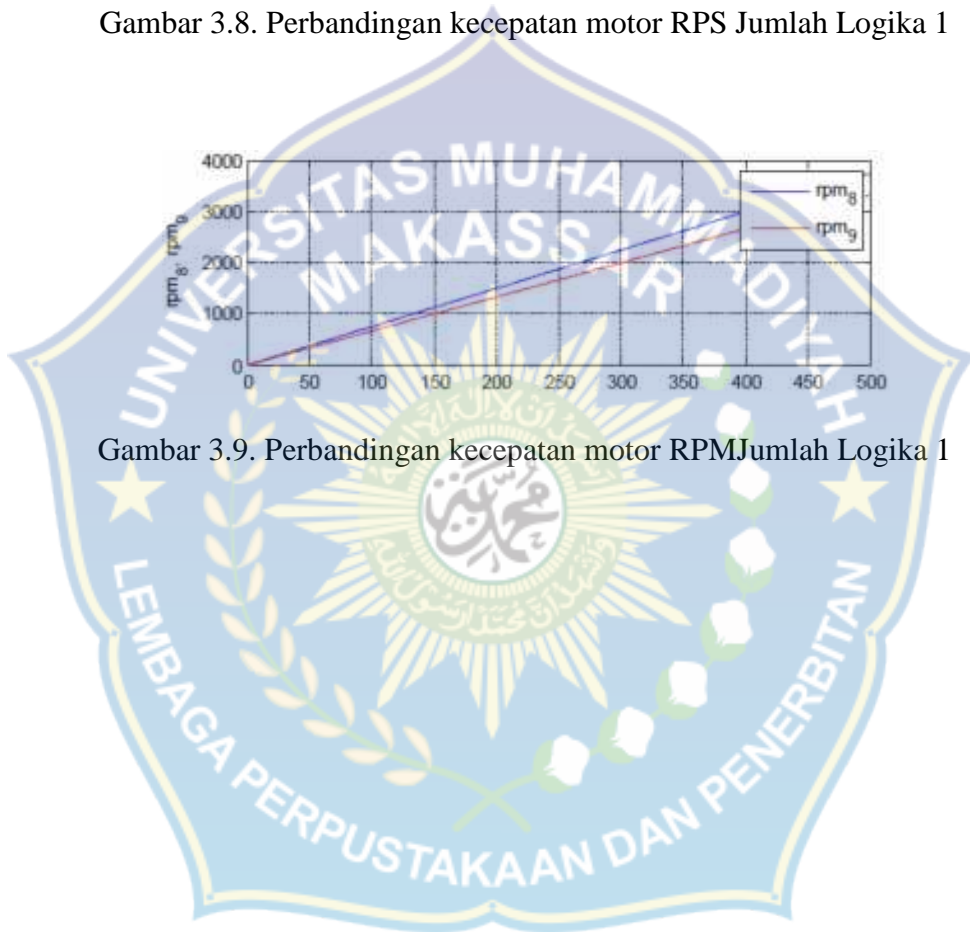 Gambar 3.8. Perbandingan kecepatan motor RPS Jumlah Logika 1
UNIVERSITAS MUHAMMADIYAH
MAKASSAR
4000
3000
2000
1000
0
rpm8, rpm9
rpm8
rpm9
0 50 100 150 200 250 300 350 400 450 500
Gambar 3.9. Perbandingan kecepatan motor RPMJumlah Logika 1
محمدية
LEMBAGA PERPUSTAKAAN DAN PENERBITAN